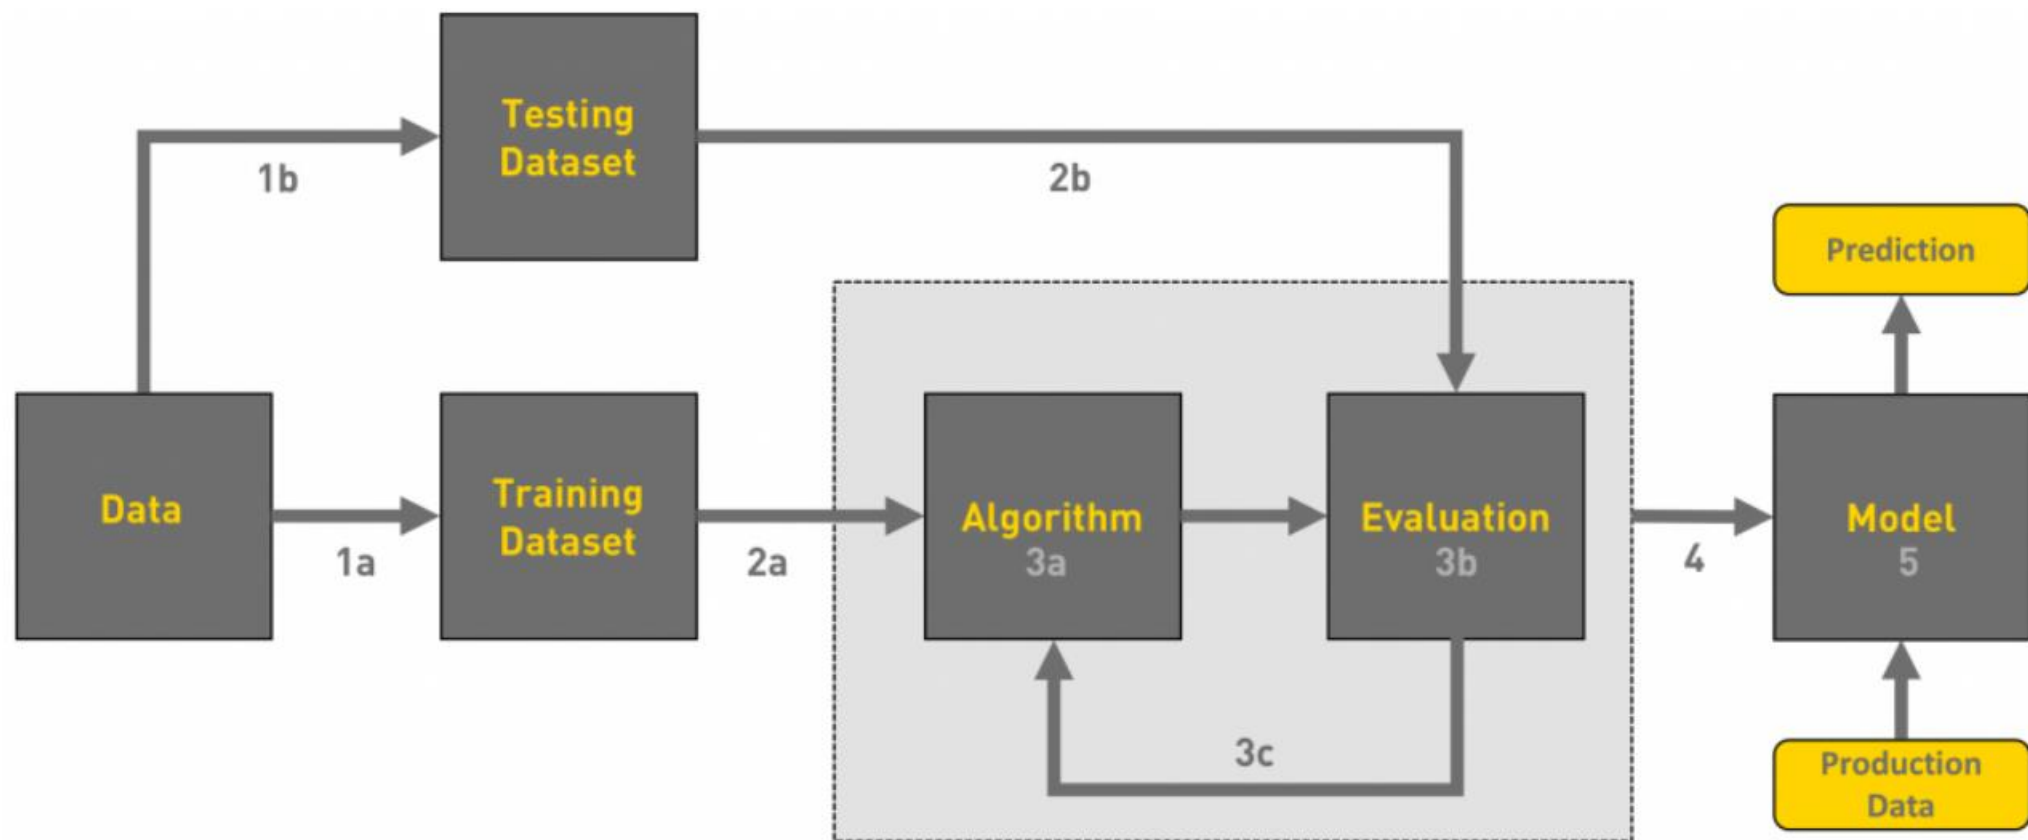 Testing
Dataset
1b
2b
Prediction
Data
1a
Training
Dataset
2a
Algorithm
3a
Evaluation
3b
4
Model
5
3c
Production
Data